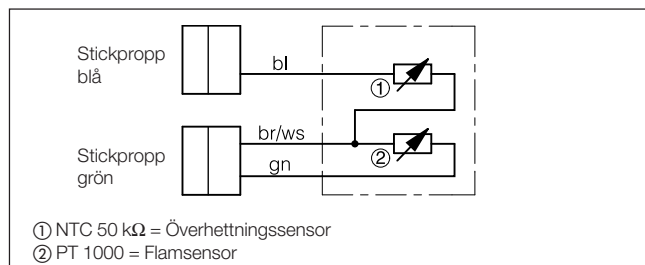 Stickpropp
blå
bl
①
br/ws
②
Stickpropp
grön
gn
① NTC 50 kΩ = Överhettningssensor
② PT 1000 = Flamsensor